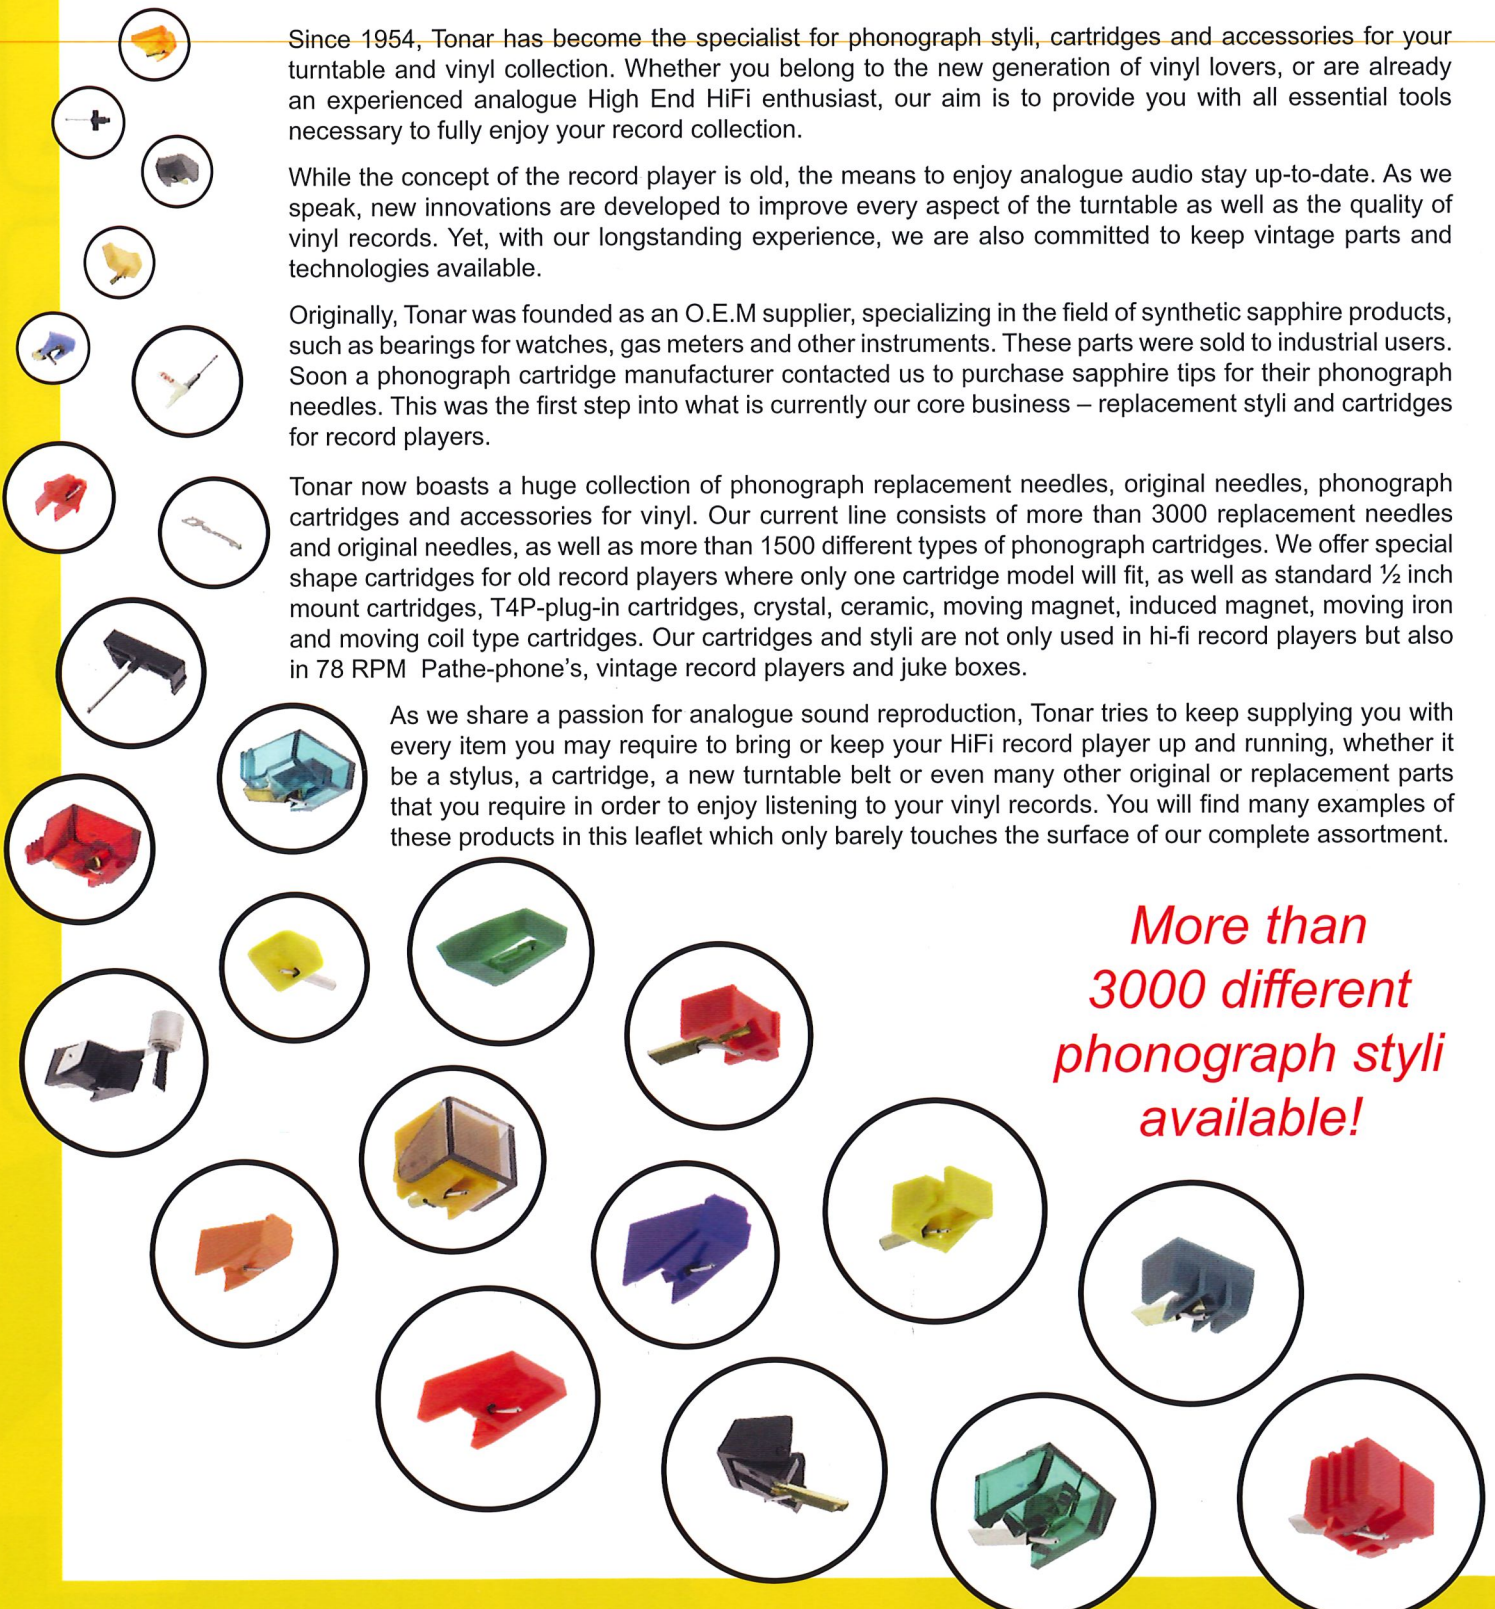 Since 1954, Tonar has become the specialist for phonograph styli, cartridges and accessories for your
turntable and vinyl collection. Whether you belong to the new generation of vinyl lovers, or are already
an experienced analogue High End HiFi enthusiast, our aim is to provide you with all essential tools
necessary to fully enjoy your record collection.
While the concept of the record player is old, the means to enjoy analogue audio stay up-to-date. As we
speak, new innovations are developed to improve every aspect of the turntable as well as the quality of
vinyl records. Yet, with our longstanding experience, we are also committed to keep vintage parts and
technologies available.
Originally, Tonar was founded as an O.E.M supplier, specializing in the field of synthetic sapphire products,
such as bearings for watches, gas meters and other instruments. These parts were sold to industrial users.
Soon a phonograph cartridge manufacturer contacted us to purchase sapphire tips for their phonograph
needles. This was the first step into what is currently our core business – replacement styli and cartridges
for record players.
Tonar now boasts a huge collection of phonograph replacement needles, original needles, phonograph
cartridges and accessories for vinyl. Our current line consists of more than 3000 replacement needles
and original needles, as well as more than 1500 different types of phonograph cartridges. We offer special
shape cartridges for old record players where only one cartridge model will fit, as well as standard ½ inch
mount cartridges, T4P-plug-in cartridges, crystal, ceramic, moving magnet, induced magnet, moving iron
and moving coil type cartridges. Our cartridges and styli are not only used in hi-fi record players but also
in 78 RPM Pathe-phone's, vintage record players and juke boxes.
As we share a passion for analogue sound reproduction, Tonar tries to keep supplying you with
every item you may require to bring or keep your HiFi record player up and running, whether it
be a stylus, a cartridge, a new turntable belt or even many other original or replacement parts
that you require in order to enjoy listening to your vinyl records. You will find many examples of
these products in this leaflet which only barely touches the surface of our complete assortment.
More than
3000 different
phonograph styli
available!